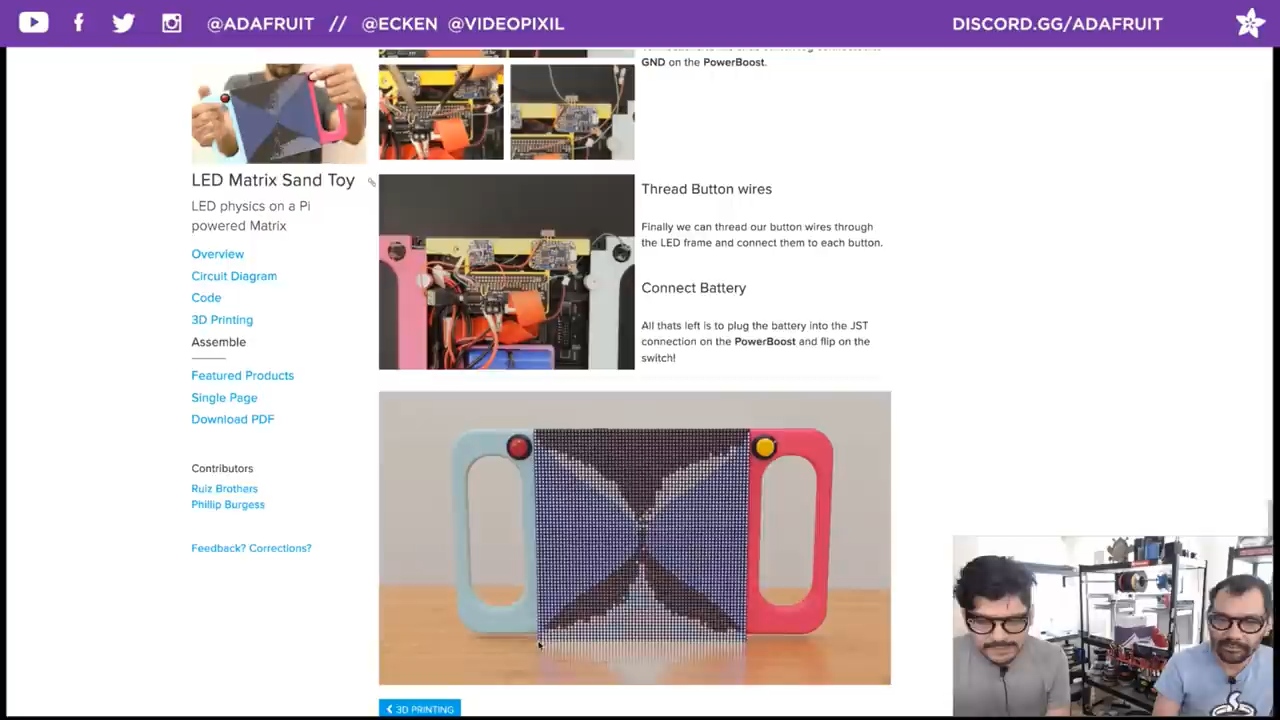 @ADAFRUIT // @ECKEN @VIDEOPIXIL
DISCORD.GG/ADAFRUIT
GND on the PowerBoost.
LED Matrix Sand Toy
LED physics on a Pi
powered Matrix
Overview
Circuit Diagram
Code
3D Printing
Assemble
Featured Products
Single Page
Download PDF
Contributors
Ruiz Brothers
Phillip Burgess
Feedback? Corrections?
Thread Button wires
Finally we can thread our button wires through
the LED frame and connect them to each button.
Connect Battery
All thats left is to plug the battery into the JST
connection on the PowerBoost and flip on the
switch!
3D PRINTING